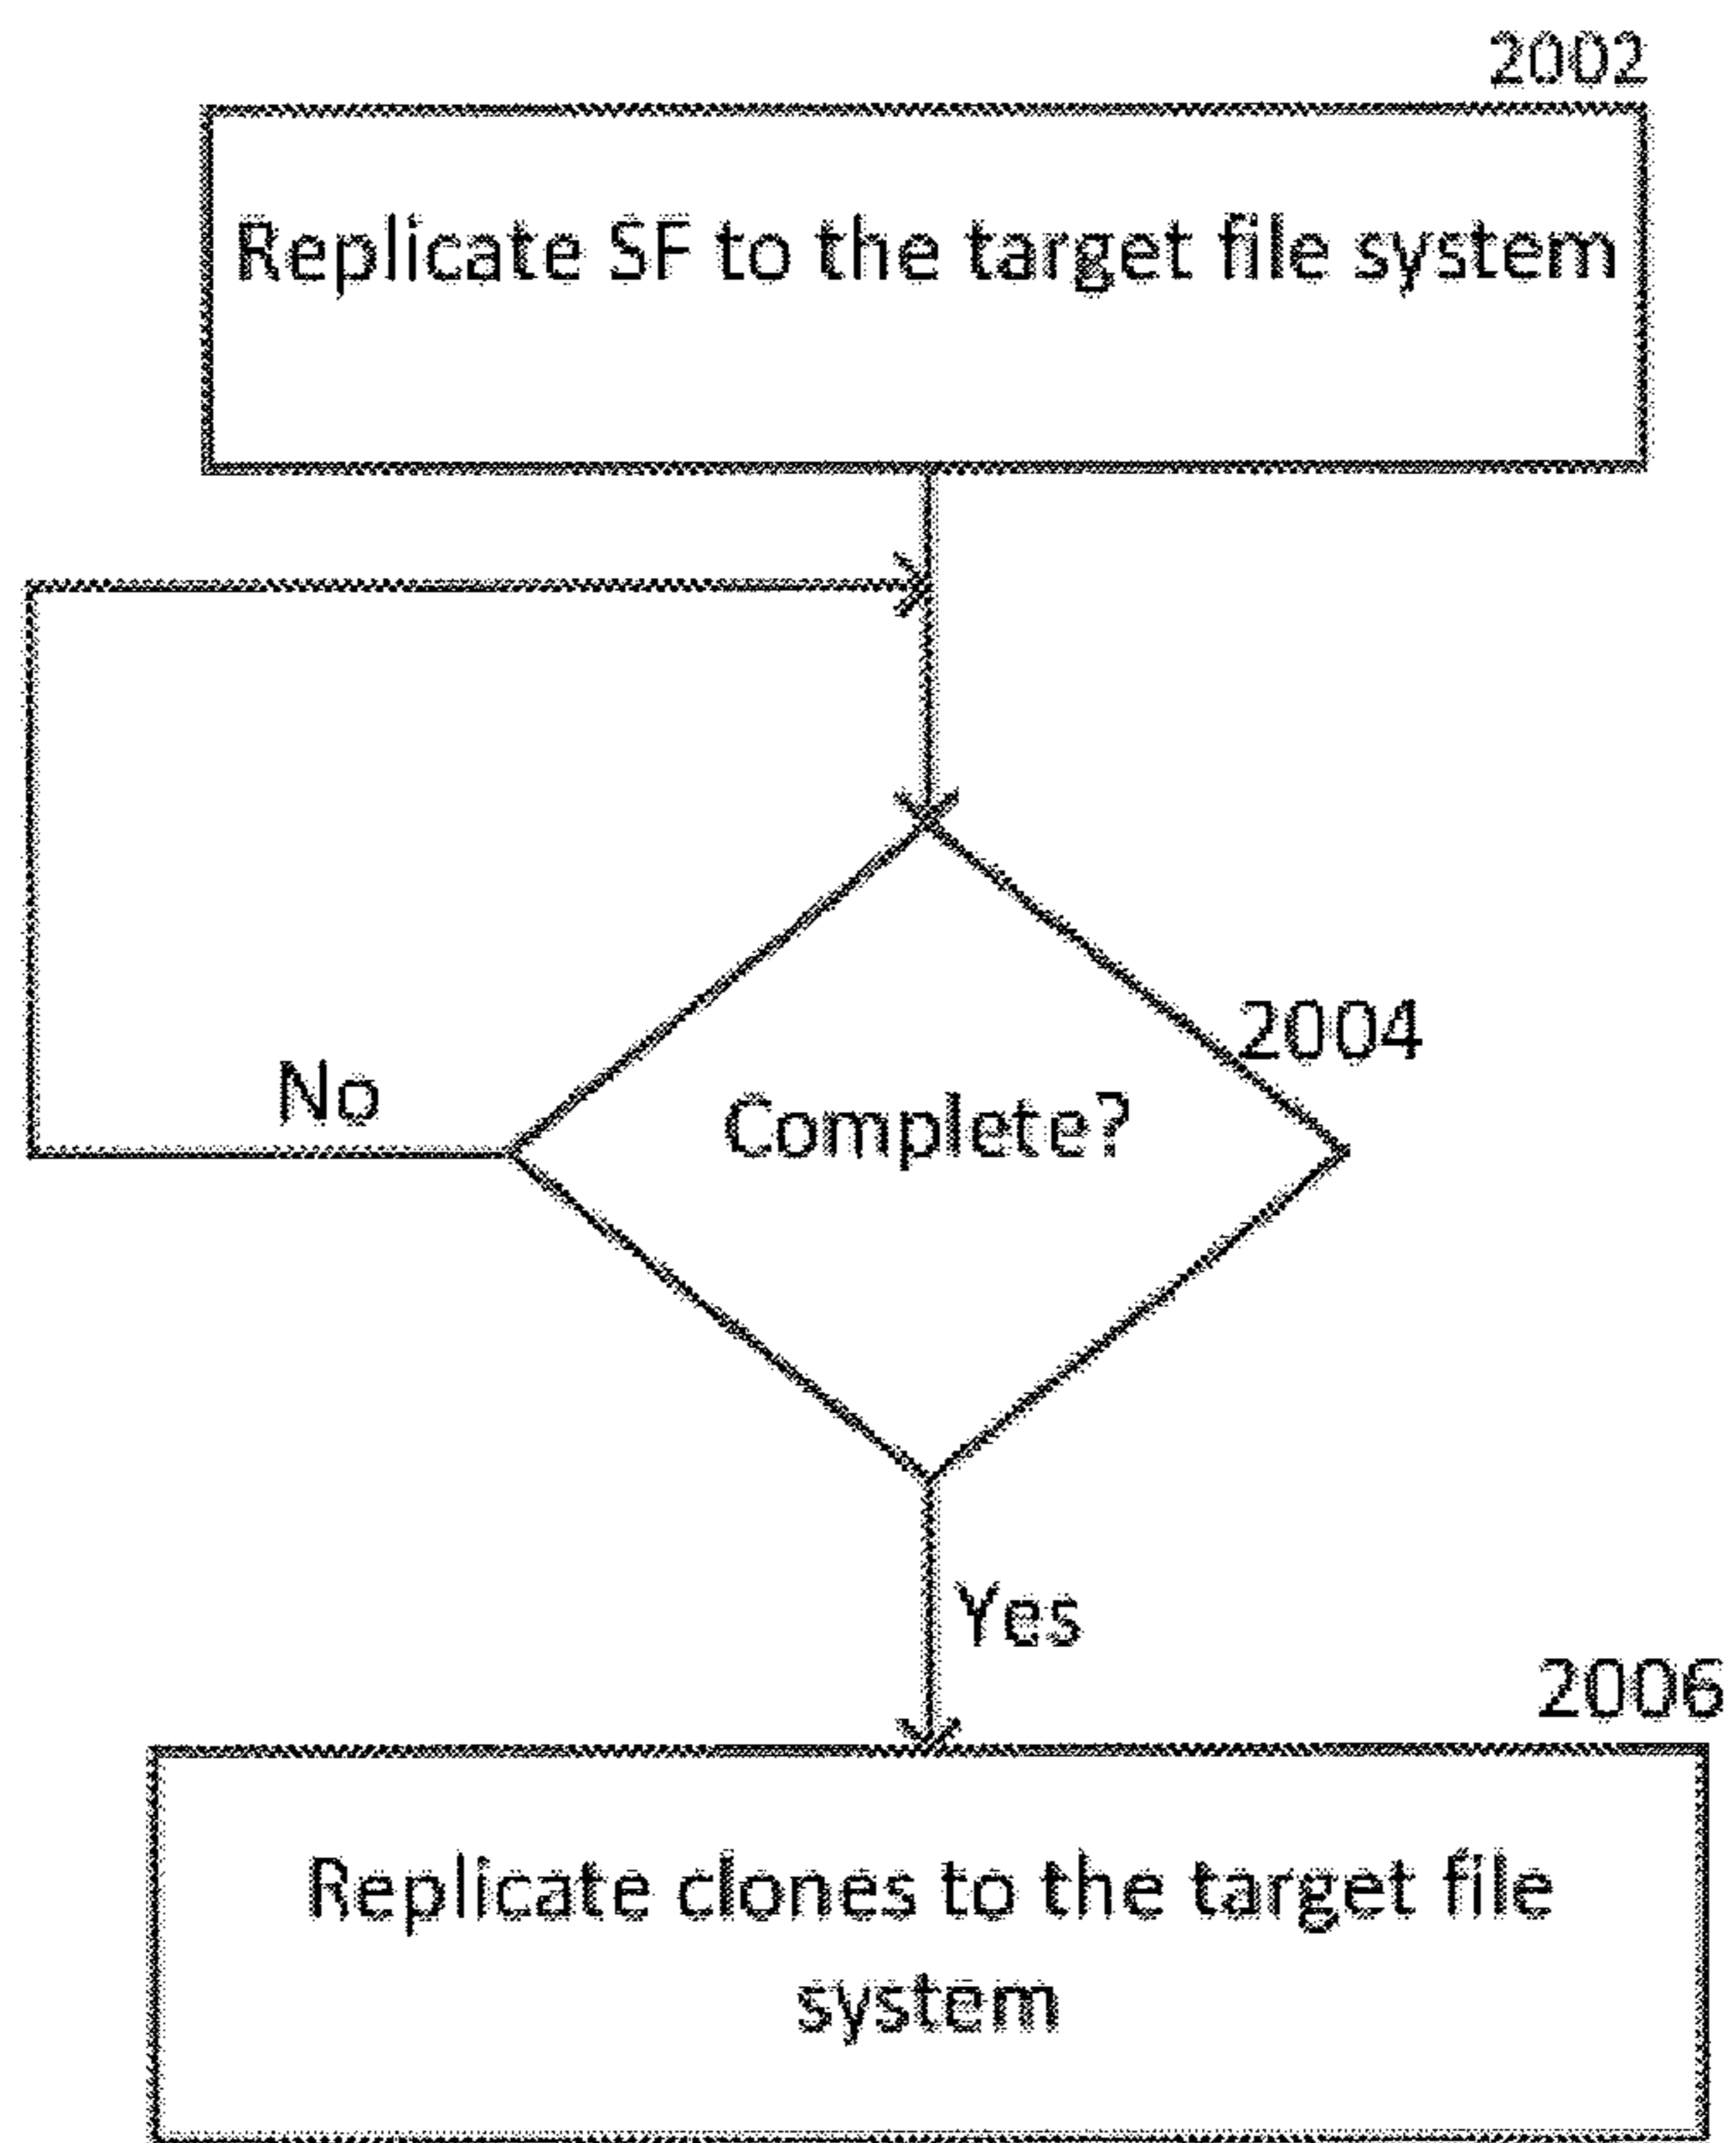 2002
Replicate SF to the target file system
2004
Complete?
No
Yes
2006
Replicate clones to the target file
system